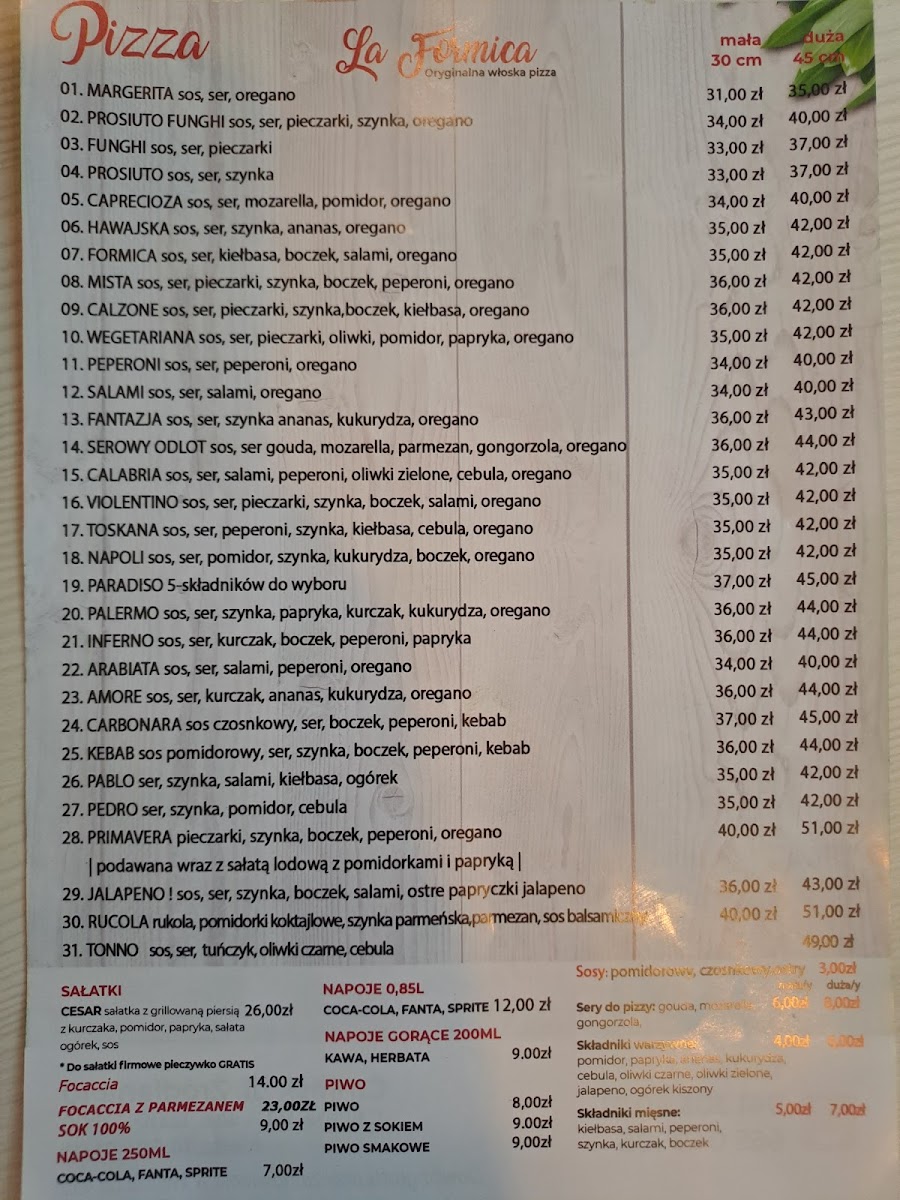 Pizza
La Formica
Oryginalna włoska pizza
mała duża
30 cm 45 cm
01. MARGERITA sos, ser, oregano 31,00 zł 35,00 zł
02. PROSIUTO FUNGHI sos, ser, pieczarki, szynka, oregano 34,00 zł 40,00 zł
03. FUNGHI sos, ser, pieczarki 33,00 zł 37,00 zł
04. PROSIUTO sos, ser, szynka 33,00 zł 37,00 zł
05. CAPRECIOZA sos, ser, mozarella, pomidor, oregano 34,00 zł 40,00 zł
06. HAWAJSKA sos, ser, szynka, ananas, oregano 35,00 zł 42,00 zł
07. FORMICA sos, ser, kiełbasa, boczek, salami, oregano 35,00 zł 42,00 zł
08. MISTA sos, ser, pieczarki, szynka, boczek, peperoni, oregano 36,00 zł 42,00 zł
09. CALZONE sos, ser, pieczarki, szynka,boczek, kiełbasa, oregano 36,00 zł 42,00 zł
10. WEGETARIANA sos, ser, pieczarki, oliwki, pomidor, papryka, oregano 35,00 zł 42,00 zł
11. PEPERONI sos, ser, peperoni, oregano 34,00 zł 40,00 zł
12. SALAMI sos, ser, salami, oregano 34,00 zł 40,00 zł
13. FANTAZJA sos, ser, szynka ananas, kukurydza, oregano 36,00 zł 43,00 zł
14. SEROWY ODLOT sos, ser gouda, mozarella, parmezan, gongorzola, oregano 36,00 zł 44,00 zł
15. CALABRIA sos, ser, salami, peperoni, oliwki zielone, cebula, oregano 35,00 zł 42,00 zł
16. VIOLENTINO sos, ser, pieczarki, szynka, boczek, salami, oregano 35,00 zł 42,00 zł
17. TOSKANA sos, ser, peperoni, szynka, kiełbasa, cebula, oregano 35,00 zł 42,00 zł
18. NAPOLI sos, ser, pomidor, szynka, kukurydza, boczek, oregano 35,00 zł 42,00 zł
19. PARADISO 5-składników do wyboru 37,00 zł 45,00 zł
20. PALERMO sos, ser, szynka, papryka, kurczak, kukurydza, oregano 36,00 zł 44,00 zł
21. INFERNO sos, ser, kurczak, boczek, peperoni, papryka 36,00 zł 44,00 zł
22. ARABIATA sos, ser, salami, peperoni, oregano 34,00 zł 40,00 zł
23. AMORE sos, ser, kurczak, ananas, kukurydza, oregano 36,00 zł 44,00 zł
24. CARBONARA sos czosnkowy, ser, boczek, peperoni, kebab 37,00 zł 45,00 zł
25. KEBAB sos pomidorowy, ser, szynka, boczek, peperoni, kebab 36,00 zł 44,00 zł
26. PABLO ser, szynka, salami, kiełbasa, ogórek 35,00 zł 42,00 zł
27. PEDRO ser, szynka, pomidor, cebula 35,00 zł 42,00 zł
28. PRIMAVERA pieczarki, szynka, boczek, peperoni, oregano 40,00 zł 51,00 zł
| podawana wraz z sałatą lodową z pomidorkami i papryką |
29. JALAPENO ! sos, ser, szynka, boczek, salami, ostre papryczki jalapeno 36,00 zł 43,00 zł
30. RUCOLA rukola, pomidorki koktajlowe, szynka parmeńska,parmezan, sos 40,00 zł 51,00 zł
31. TONNO sos, ser, tuńczyk, oliwki czarne, cebula 49,00 zł
SAŁATKI
CESAR sałatka z grillowaną piersią 26,00zł
z kurczaka, pomidor, papryka, sałata
ogórek, sos
* Do sałatki firmowe pieczywko GRATIS
Focaccia 14.00 zł
FOCACCIA Z PARMEZANEM 23,00ZŁ
SOK 100% 9,00 zł
NAPOJE 250ML
COCA-COLA, FANTA, SPRITE 7,00zł
NAPOJE 0,85L
COCA-COLA, FANTA, SPRITE 12,00 zł
NAPOJE GORĄCE 200ML
KAWA, HERBATA 9.00zł
PIWO
PIWO 8,00zł
PIWO Z SOKIEM 9.00zł
PIWO SMAKOWE 9,00zł
Sosy: pomidorowy, 3,00zł
duża/y
Sery do pizzy: gouda, 6,00zł 8,00zł
gongorzola,
Składniki warzywne: 4,00zł
pomidor, papryka, ananas, kukurydza,
cebula, oliwki czarne, oliwki zielone,
jalapeno, ogórek kiszony
Składniki mięsne: 5,00zł 7,00zł
kiełbasa, salami, peperoni,
szynka, kurczak, boczek